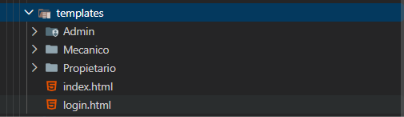 templates
Admin
Mecanico
Propietario
index.html
login.html